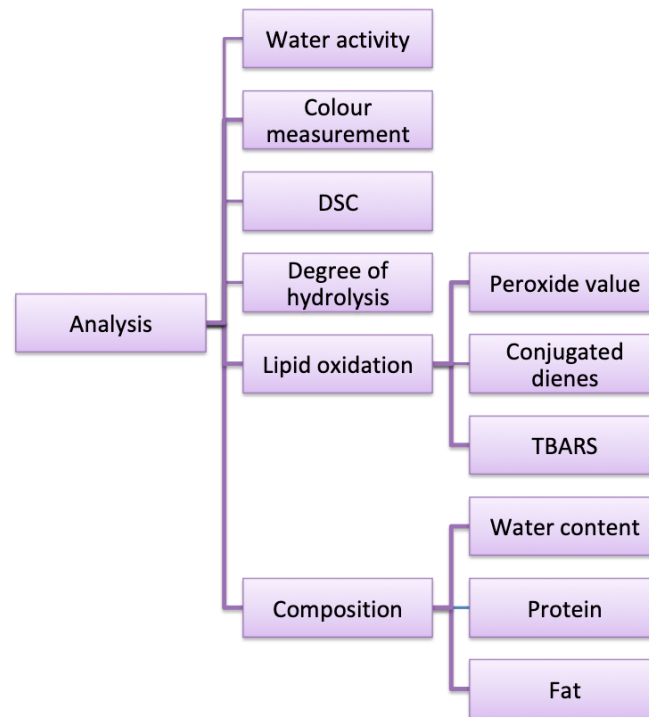 Water activity
Colour
measurement
DSC
Degree of
hydrolysis
Analysis
Lipid oxidation
Peroxide value
Conjugated
dienes
TBARS
Composition
Water content
Protein
Fat